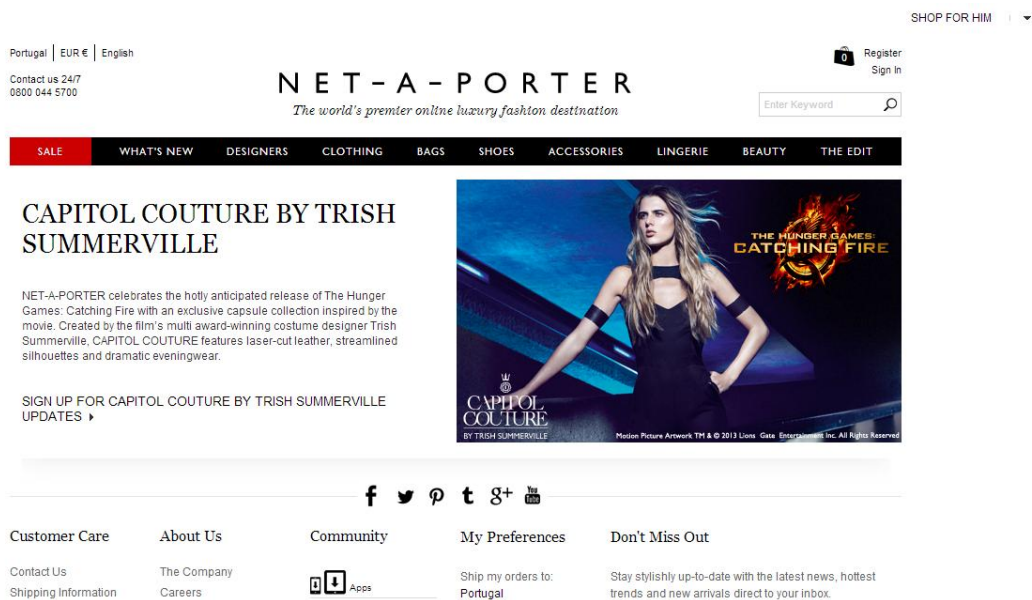 SHOP FOR HIM
Portugal EUR € English
Contact us 24/7
0800 044 5700
0
Register
Sign In
NET-A-PORTER
The world's premier online luxury fashion destination
Enter Keyword
SALE WHAT'S NEW DESIGNERS CLOTHING BAGS SHOES ACCESSORIES LINGERIE BEAUTY THE EDIT
CAPITOL COUTURE BY TRISH
SUMMERVILLE
NET-A-PORTER celebrates the hotly anticipated release of The Hunger
Games: Catching Fire with an exclusive capsule collection inspired by the
movie. Created by the film's multi award-winning costume designer Trish
Summerville, CAPITOL COUTURE features laser-cut leather, streamlined
silhouettes and dramatic eveningwear.
SIGN UP FOR CAPITOL COUTURE BY TRISH SUMMERVILLE
UPDATES
THE HUNGER GAMES:
CATCHING FIRE
CAPITOL
COUTURE
BY TRISH SUMMERVILLE
Motion Picture Artwork TM & © 2013 Lions Gate Entertainment Inc. All Rights Reserved
f t g+ You Tube
Customer Care
Contact Us
Shipping Information
About Us
The Company
Careers
Community
Apps
My Preferences
Ship my orders to:
Portugal
Don't Miss Out
Stay stylishly up-to-date with the latest news, hottest
trends and new arrivals direct to your inbox.